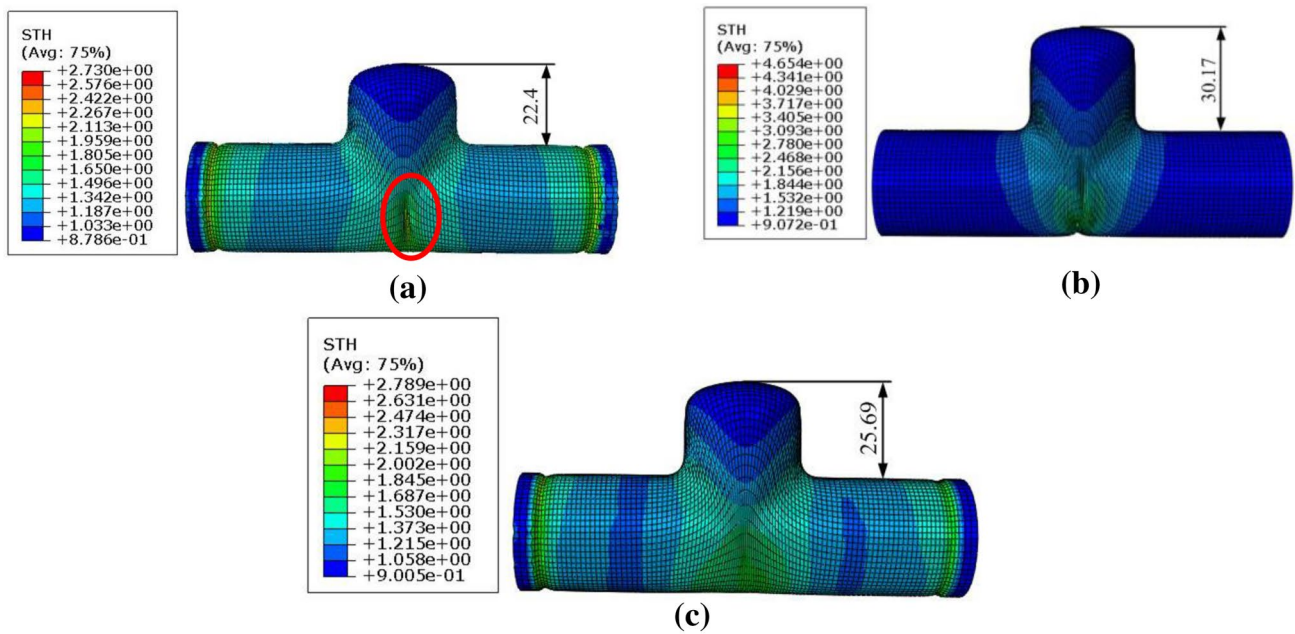 STH
(Avg: 75%)
+2.730e+00
+2.576e+00
+2.422e+00
+2.267e+00
+2.113e+00
+1.959e+00
+1.805e+00
+1.650e+00
+1.496e+00
+1.342e+00
+1.187e+00
+1.033e+00
+8.786e-01
22.4
(a)
STH
(Avg: 75%)
+4.654e+00
+4.341e+00
+4.029e+00
+3.717e+00
+3.405e+00
+3.093e+00
+2.780e+00
+2.468e+00
+2.156e+00
+1.844e+00
+1.532e+00
+1.219e+00
+9.072e-01
30.17
(b)
STH
(Avg: 75%)
+2.789e+00
+2.631e+00
+2.474e+00
+2.317e+00
+2.159e+00
+2.002e+00
+1.845e+00
+1.687e+00
+1.530e+00
+1.373e+00
+1.215e+00
+1.058e+00
+9.005e-01
25.69
(c)